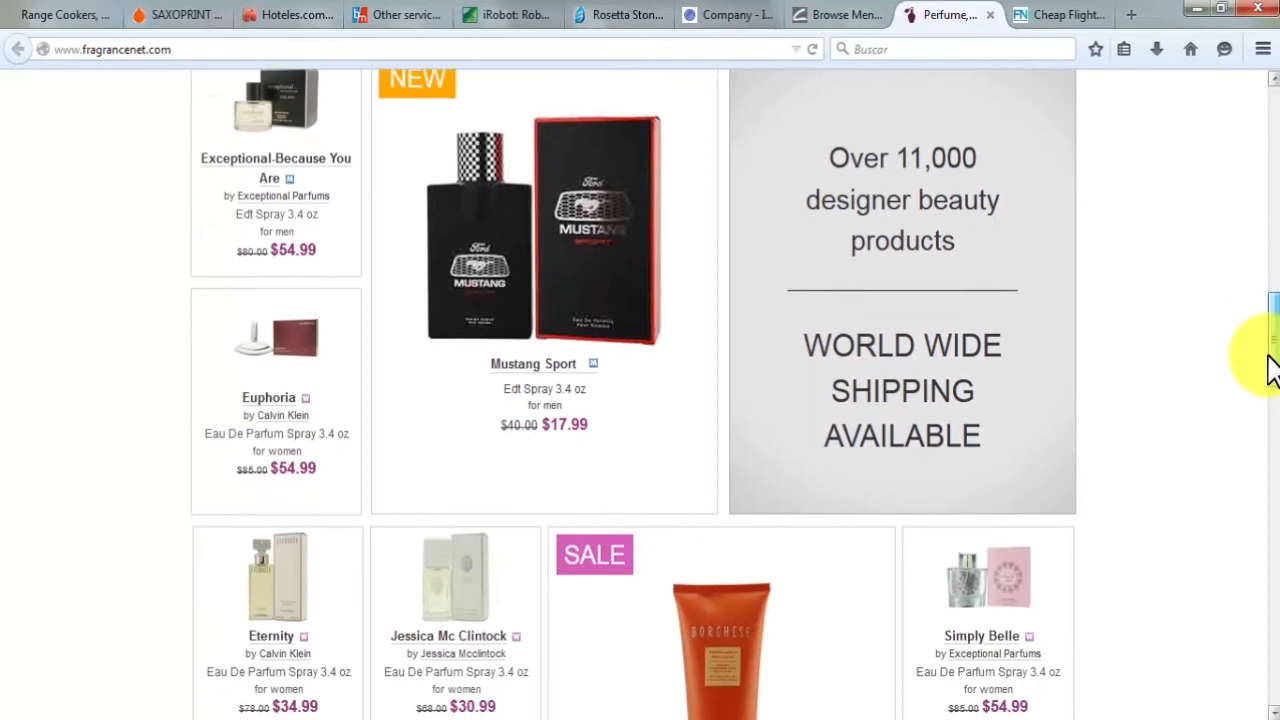 Range Cookers, ...
SAXOPRINT ...
Hotels.com...
Other servic...
iRobot: Rob...
Rosetta Ston...
Company - I...
Browse Men...
Perfume,...
Cheap Flight...
www.fragrancenet.com
Buscar
NEW
Exceptional-Because You
Are M
by Exceptional Parfums
Edt Spray 3.4 oz
for men
$80.00 $54.99
Ford
MUSTANG
Ford
MUSTANG
SPORT
Mustang Sport M
Edt Spray 3.4 oz
for men
$40.00 $17.99
Over 11,000
designer beauty
products
WORLD WIDE
SHIPPING
AVAILABLE
Euphoria W
by Calvin Klein
Eau De Parfum Spray 3.4 oz
for women
$85.00 $54.99
Eternity W
by Calvin Klein
Eau De Parfum Spray 3.4 oz
for women
$78.00 $34.99
Jessica Mc Clintock W
by Jessica Mcclintock
Eau De Parfum Spray 3.4 oz
for women
$68.00 $30.99
SALE
BORGHESE
Simply Belle W
by Exceptional Parfums
Eau De Parfum Spray 3.4 oz
for women
$85.00 $54.99